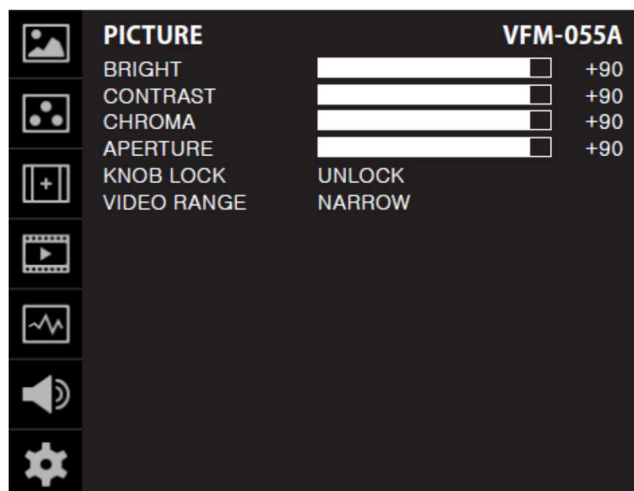 PICTURE VFM-055A
BRIGHT +90
CONTRAST +90
CHROMA +90
APERTURE +90
KNOB LOCK UNLOCK
VIDEO RANGE NARROW